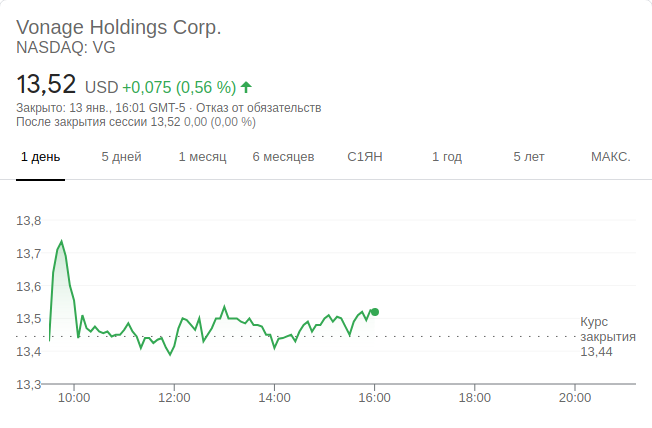 Vonage Holdings Corp.
NASDAQ: VG
13,52 USD +0,075 (0,56 %)
Закрыто: 13 янв., 16:01 GMT-5 · Отказ от обязательств
После закрытия сессии 13,52 0,00 (0,00 %)
1 день 5 дней 1 месяц 6 месяцев С1ЯН 1 год 5 лет МАКС.
13,8
13,7
13,6
13,5
13,4
13,3
Курс
закрытия
13,44
10:00 12:00 14:00 16:00 18:00 20:00